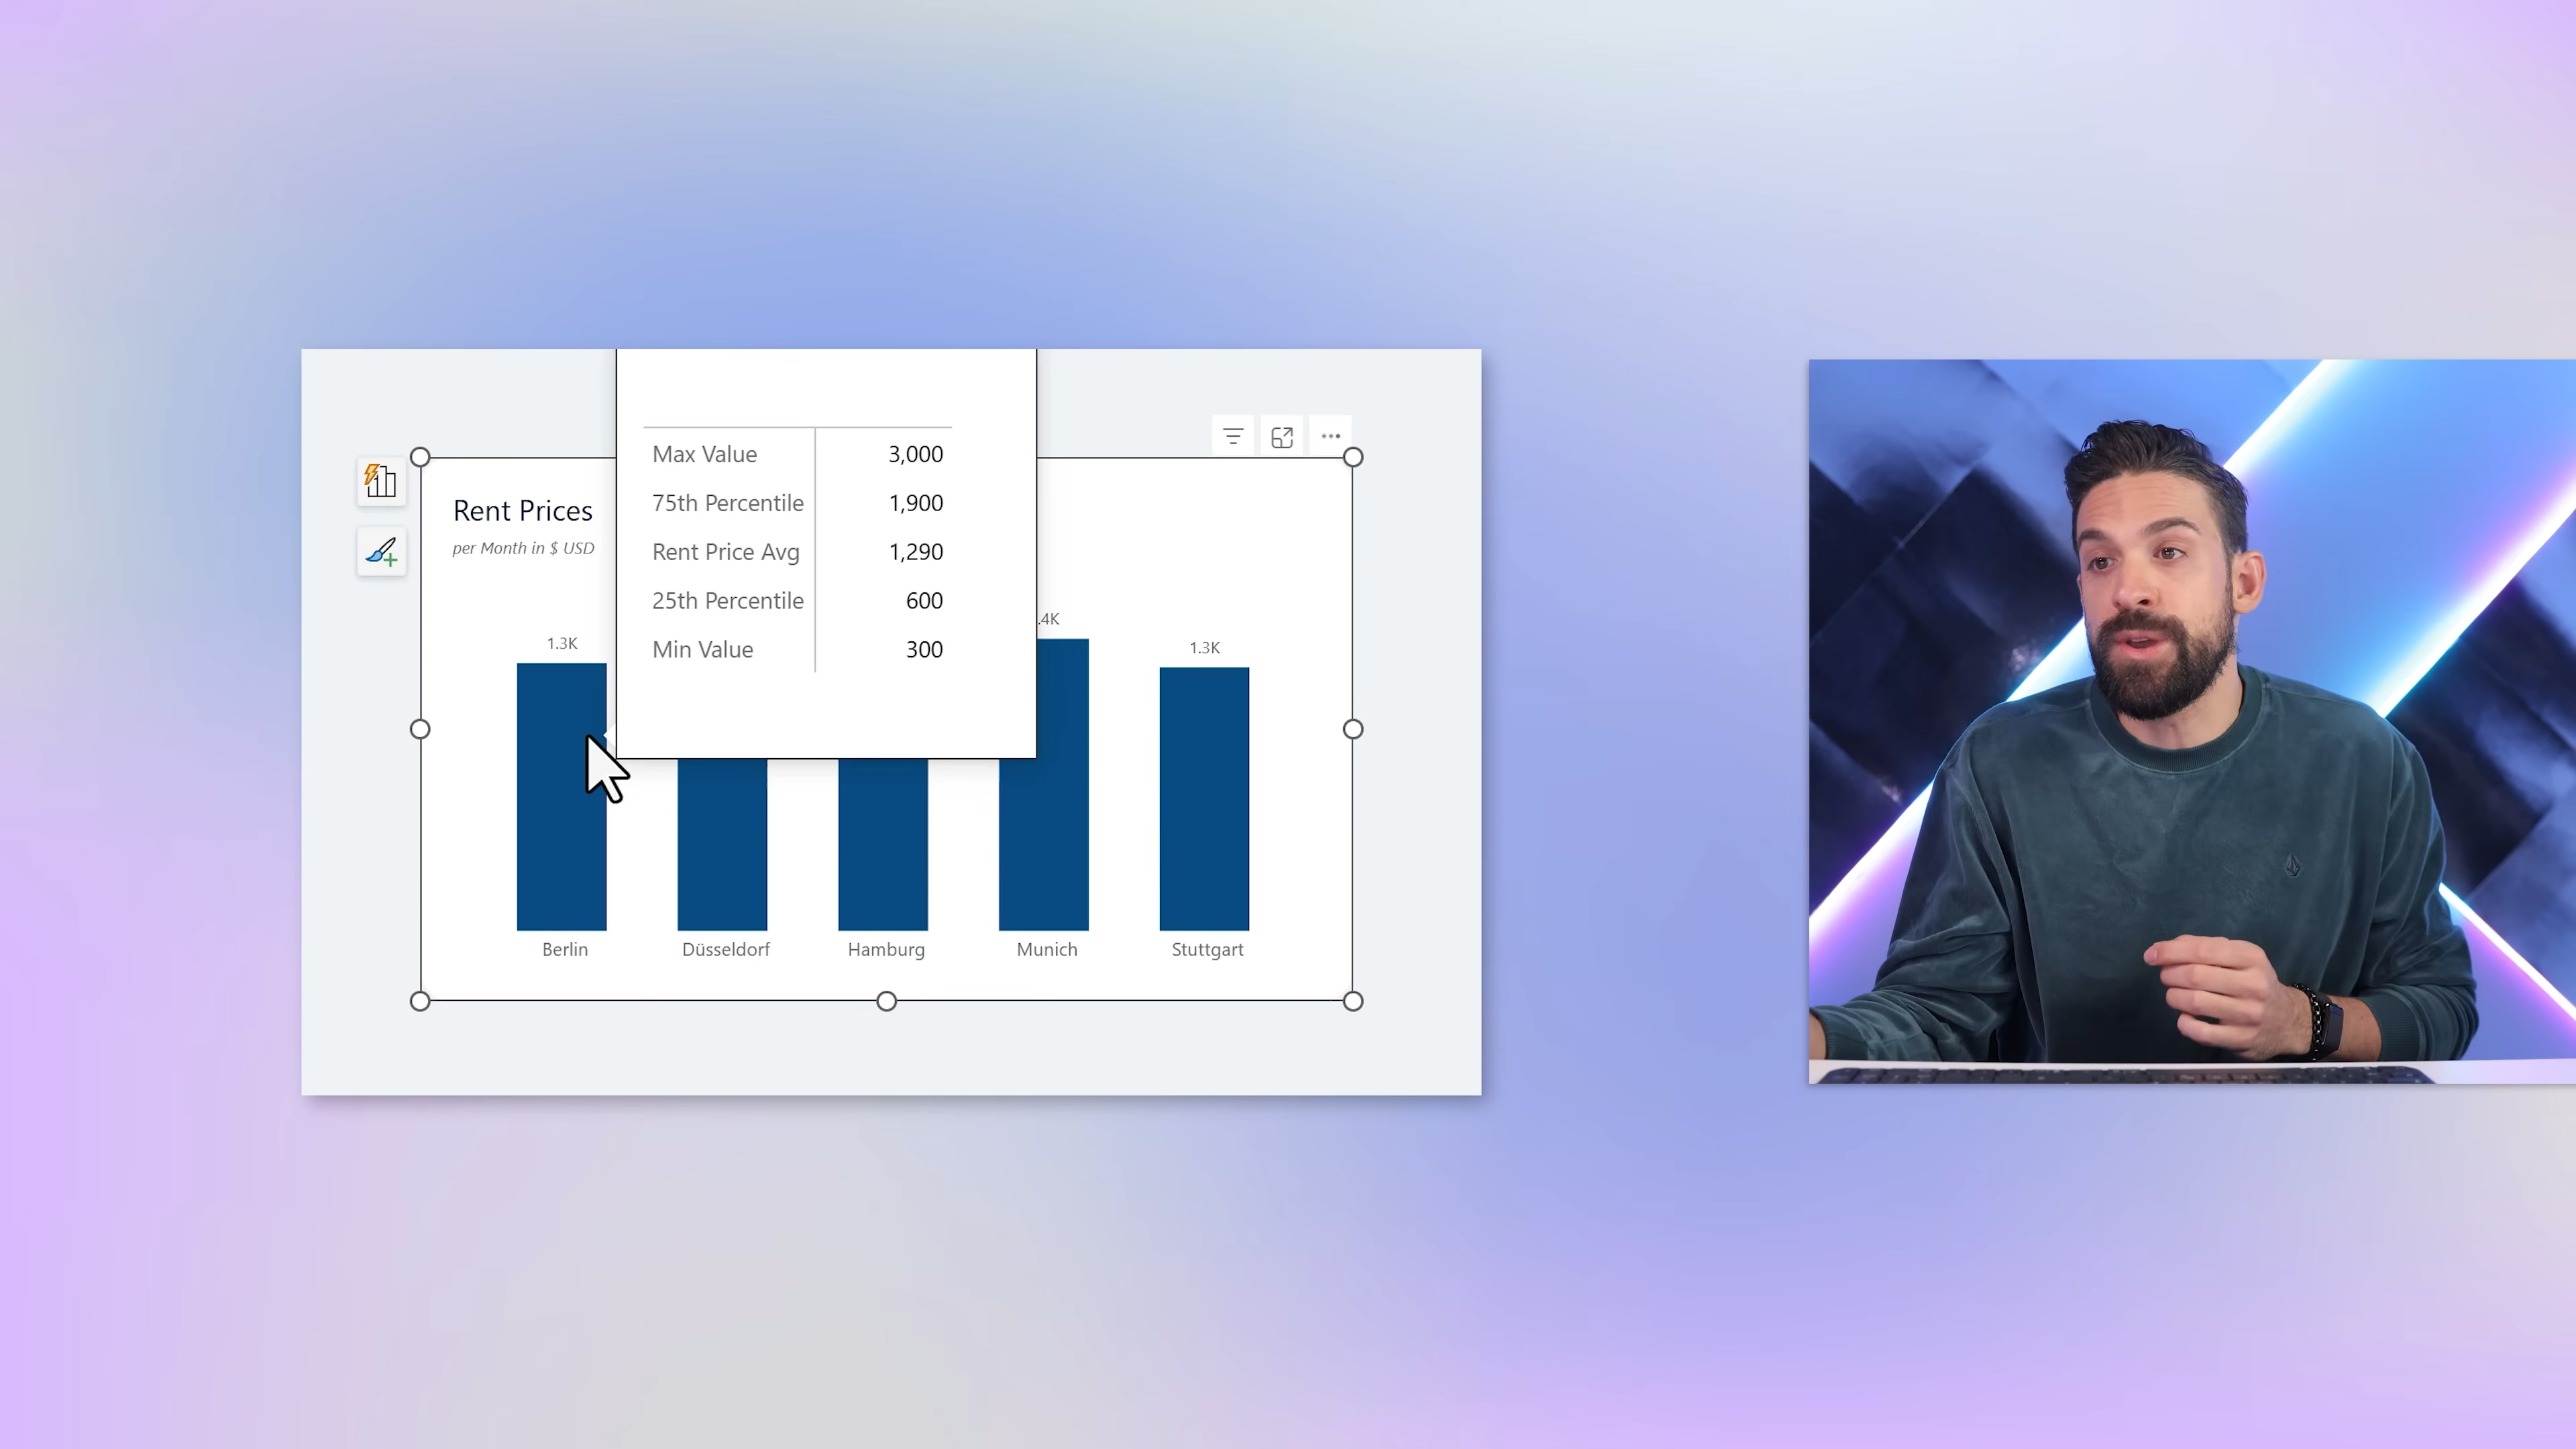 Max Value 3,000
75th Percentile 1,900
Rent Price Avg 1,290
25th Percentile 600
Min Value 300
Rent Prices
per Month in $ USD
1.3K
.4K
1.3K
Berlin Düsseldorf Hamburg Munich Stuttgart